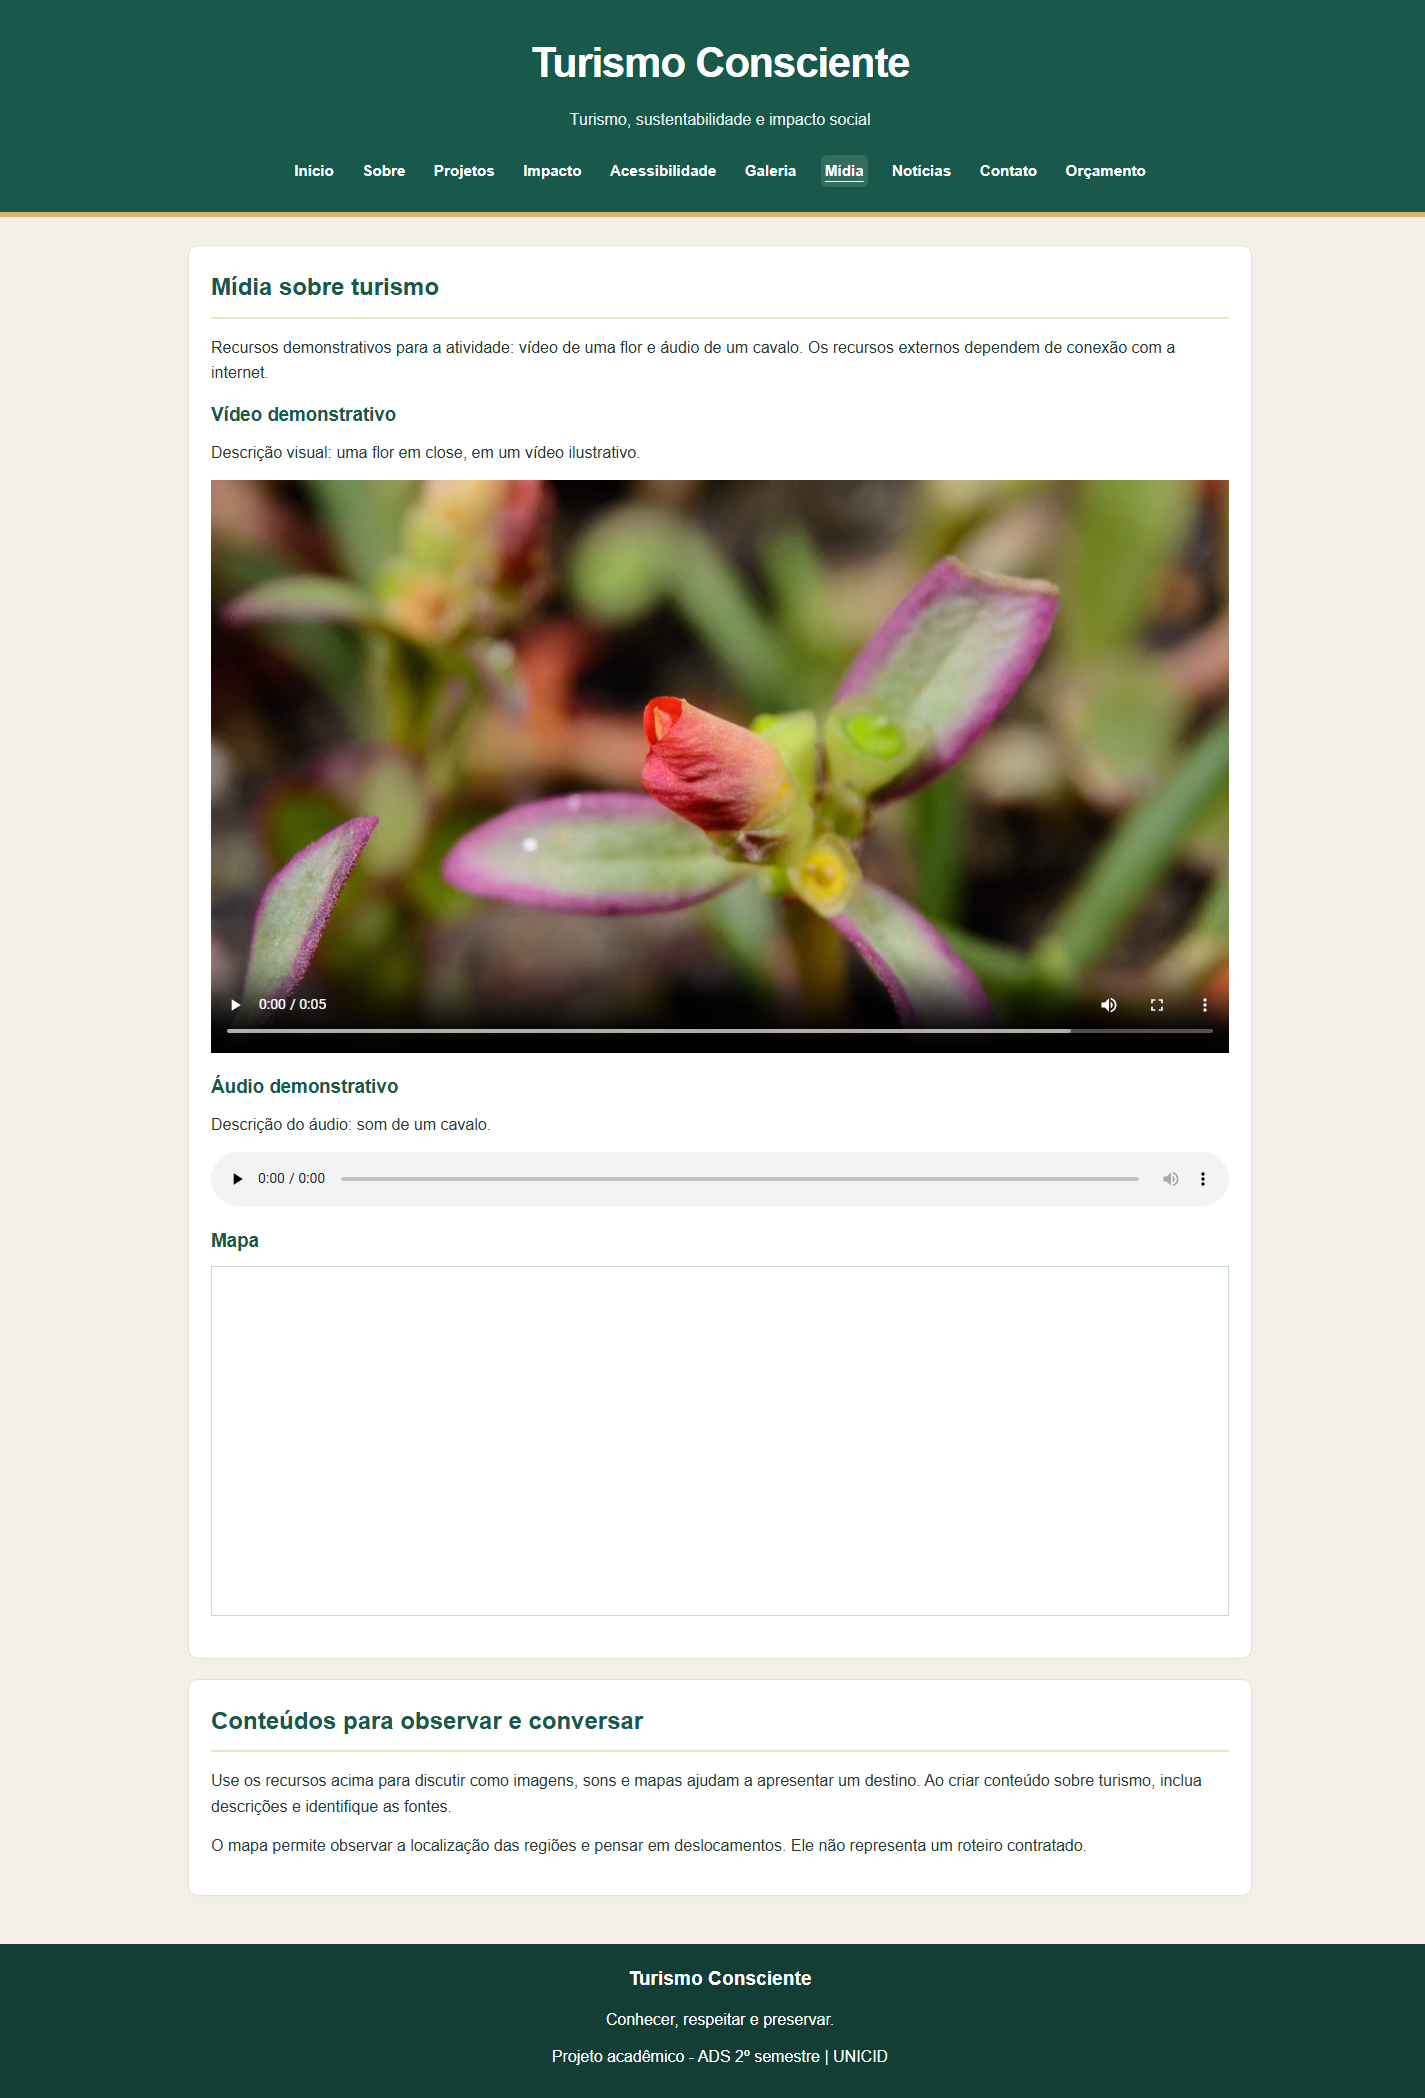 Turismo Consciente
Turismo, sustentabilidade e impacto social
Início Sobre Projetos Impacto Acessibilidade Galeria Mídia Notícias Contato Orçamento
Mídia sobre turismo
Recursos demonstrativos para a atividade: vídeo de uma flor e áudio de um cavalo. Os recursos externos dependem de conexão com a
internet.
Vídeo demonstrativo
Descrição visual: uma flor em close, em um vídeo ilustrativo.
0:00 / 0:05
Áudio demonstrativo
Descrição do áudio: som de um cavalo.
0:00 / 0:00
Mapa
Conteúdos para observar e conversar
Use os recursos acima para discutir como imagens, sons e mapas ajudam a apresentar um destino. Ao criar conteúdo sobre turismo, inclua
descrições e identifique as fontes.
O mapa permite observar a localização das regiões e pensar em deslocamentos. Ele não representa um roteiro contratado.
Turismo Consciente
Conhecer, respeitar e preservar.
Projeto acadêmico - ADS 2º semestre | UNICID